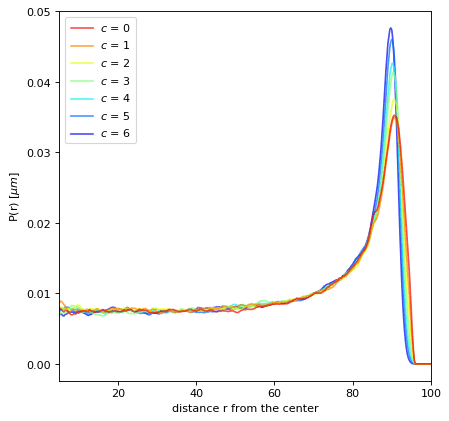 0.05
0.04
0.03
0.02
0.01
0.00
P(r) [μm]
c = 0
c = 1
c = 2
c = 3
c = 4
c = 5
c = 6
20 40 60 80 100
distance r from the center